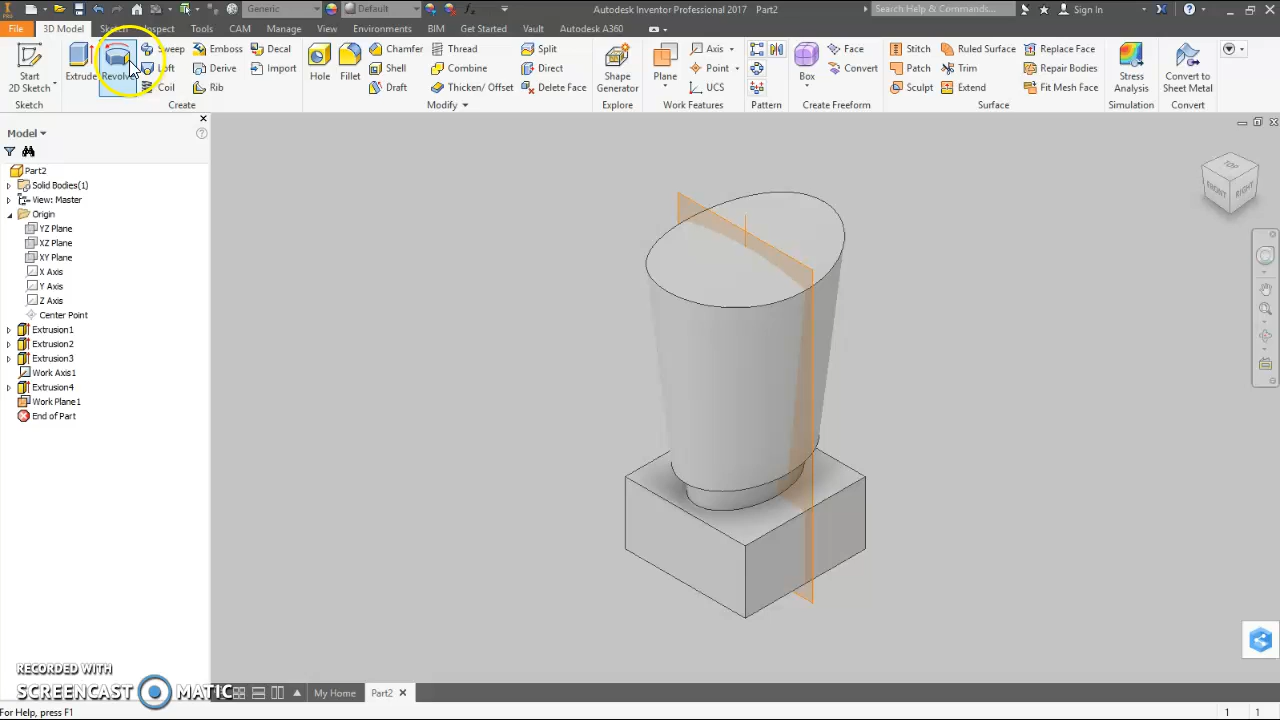 Generic
Default
Autodesk Inventor Professional 2017 Part2
Search Help & Commands...
Sign In
File 3D Model Sketch Inspect Tools CAM Manage View Environments BIM Get Started Vault Autodesk A360
Start
2D Sketch
Extrude
Revolve
Sweep
Loft
Coil
Emboss
Derive
Rib
Decal
Import
Hole
Fillet
Chamfer
Shell
Draft
Thread
Combine
Thicken/ Offset
Split
Direct
Delete Face
Shape
Generator
Plane
Axis
Point
UCS
Box
Face
Convert
Stitch
Patch
Sculpt
Ruled Surface
Trim
Extend
Replace Face
Repair Bodies
Fit Mesh Face
Stress
Analysis
Convert to
Sheet Metal
Sketch Create Modify Explore Work Features Pattern Create Freeform Surface Simulation Convert
Model
Part2
Solid Bodies(1)
View: Master
Origin
YZ Plane
XZ Plane
XY Plane
X Axis
Y Axis
Z Axis
Center Point
Extrusion1
Extrusion2
Extrusion3
Work Axis1
Extrusion4
Work Plane1
End of Part
TOP
FRONT
RIGHT
RECORDED WITH
SCREENCAST MATIC
My Home Part2
For Help, press F1
1 1